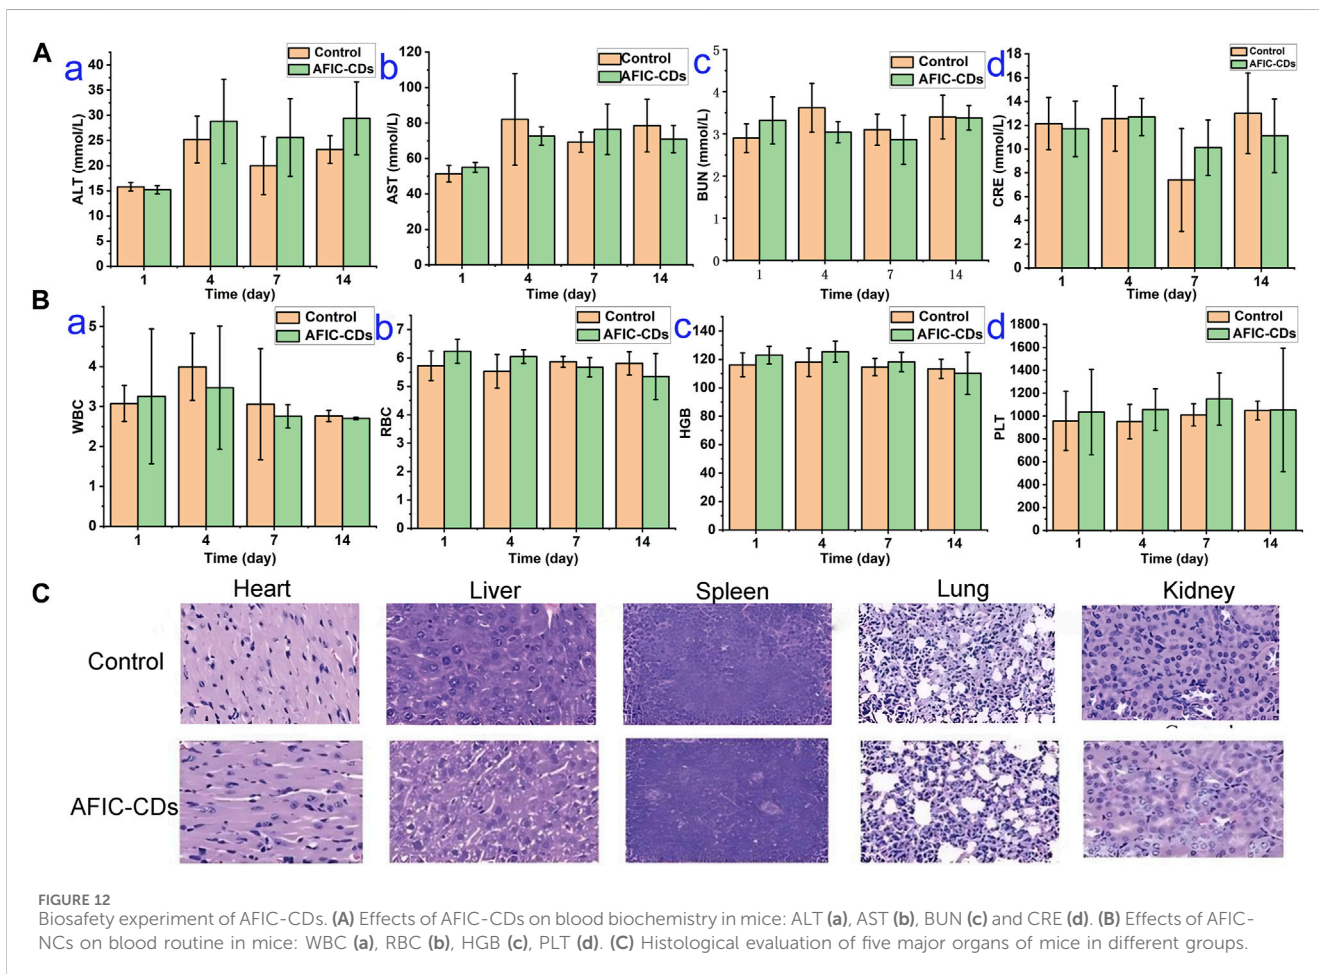 A
a
Control
AFIC-CDs
ALT (mmol/L)
40
35
30
25
20
15
10
5
0
1 4 7 14
Time (day)
b
Control
AFIC-CDs
AST (mmol/L)
120
100
80
60
40
20
0
1 4 7 14
Time (day)
c
Control
AFIC-CDs
BUN (mmol/L)
5
4
3
2
1
0
1 4 7 14
Time (day)
d
Control
AFIC-CDs
CRE (mmol/L)
18
16
14
12
10
8
6
4
2
0
1 4 7 14
Time (day)
B
a
Control
AFIC-CDs
WBC
5
4
3
2
1
0
1 4 7 14
Time (day)
b
Control
AFIC-CDs
RBC
7
6
5
4
3
2
1
0
1 4 7 14
Time (day)
c
Control
AFIC-CDs
HGB
140
120
100
80
60
40
20
0
1 4 7 14
Time (day)
d
Control
AFIC-CDs
PLT
1800
1600
1400
1200
1000
800
600
400
200
0
1 4 7 14
Time (day)
C
Heart Liver Spleen Lung Kidney
Control
AFIC-CDs
FIGURE 12
Biosafety experiment of AFIC-CDs. (A) Effects of AFIC-CDs on blood biochemistry in mice: ALT (a), AST (b), BUN (c) and CRE (d). (B) Effects of AFIC-
NCs on blood routine in mice: WBC (a), RBC (b), HGB (c), PLT (d). (C) Histological evaluation of five major organs of mice in different groups.